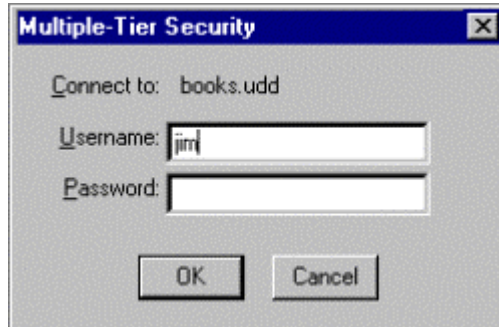 Multiple-Tier Security
Connect to: books.udd
Username: jim
Password:
OK Cancel